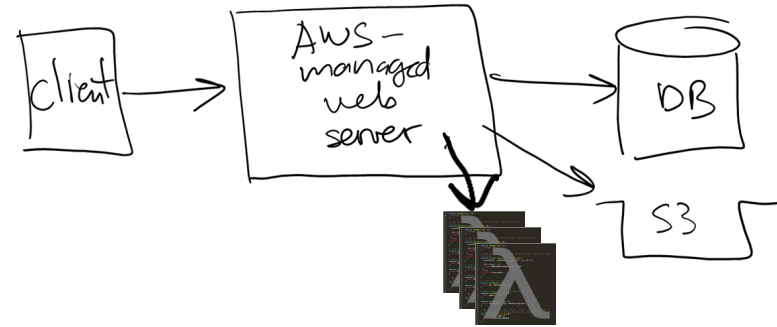 client
AWS-
managed
web
server
DB
S3
λ